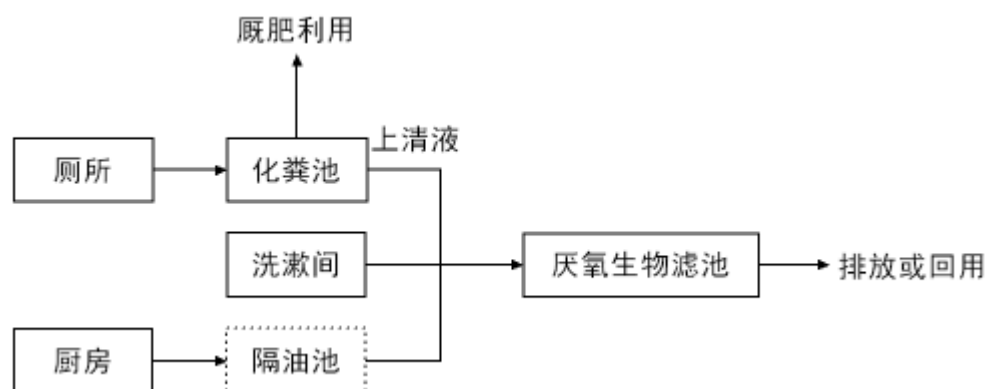 厩肥利用
上清液
厕所
化粪池
洗漱间
厌氧生物滤池
排放或回用
厨房
隔油池